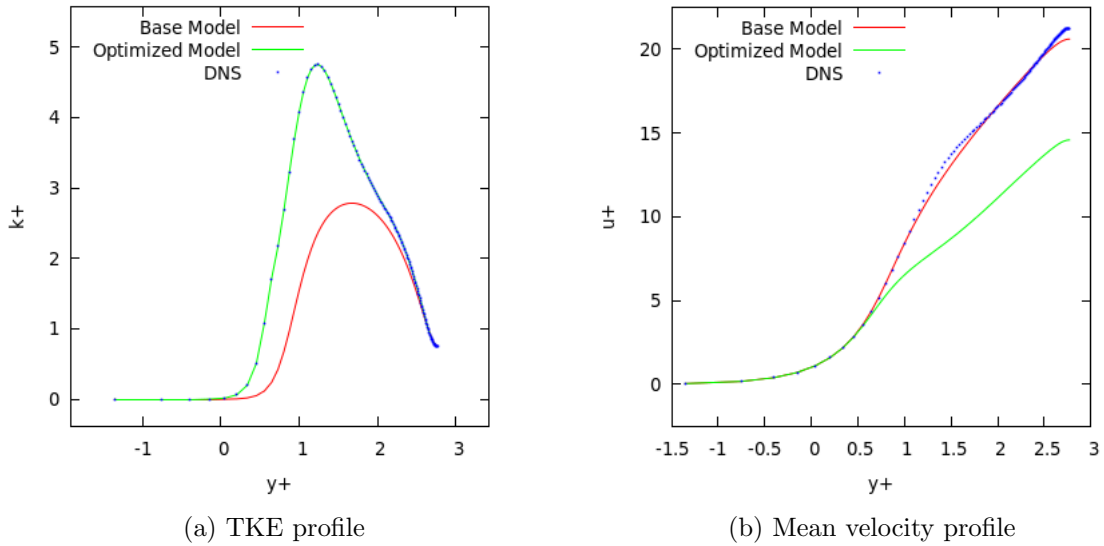 Base Model
Optimized Model
DNS
5
4
3
2
1
0
k+
-1 0 1 2 3
y+
(a) TKE profile
Base Model
Optimized Model
DNS
20
15
10
5
0
u+
-1.5 -1 -0.5 0 0.5 1 1.5 2 2.5 3
y+
(b) Mean velocity profile